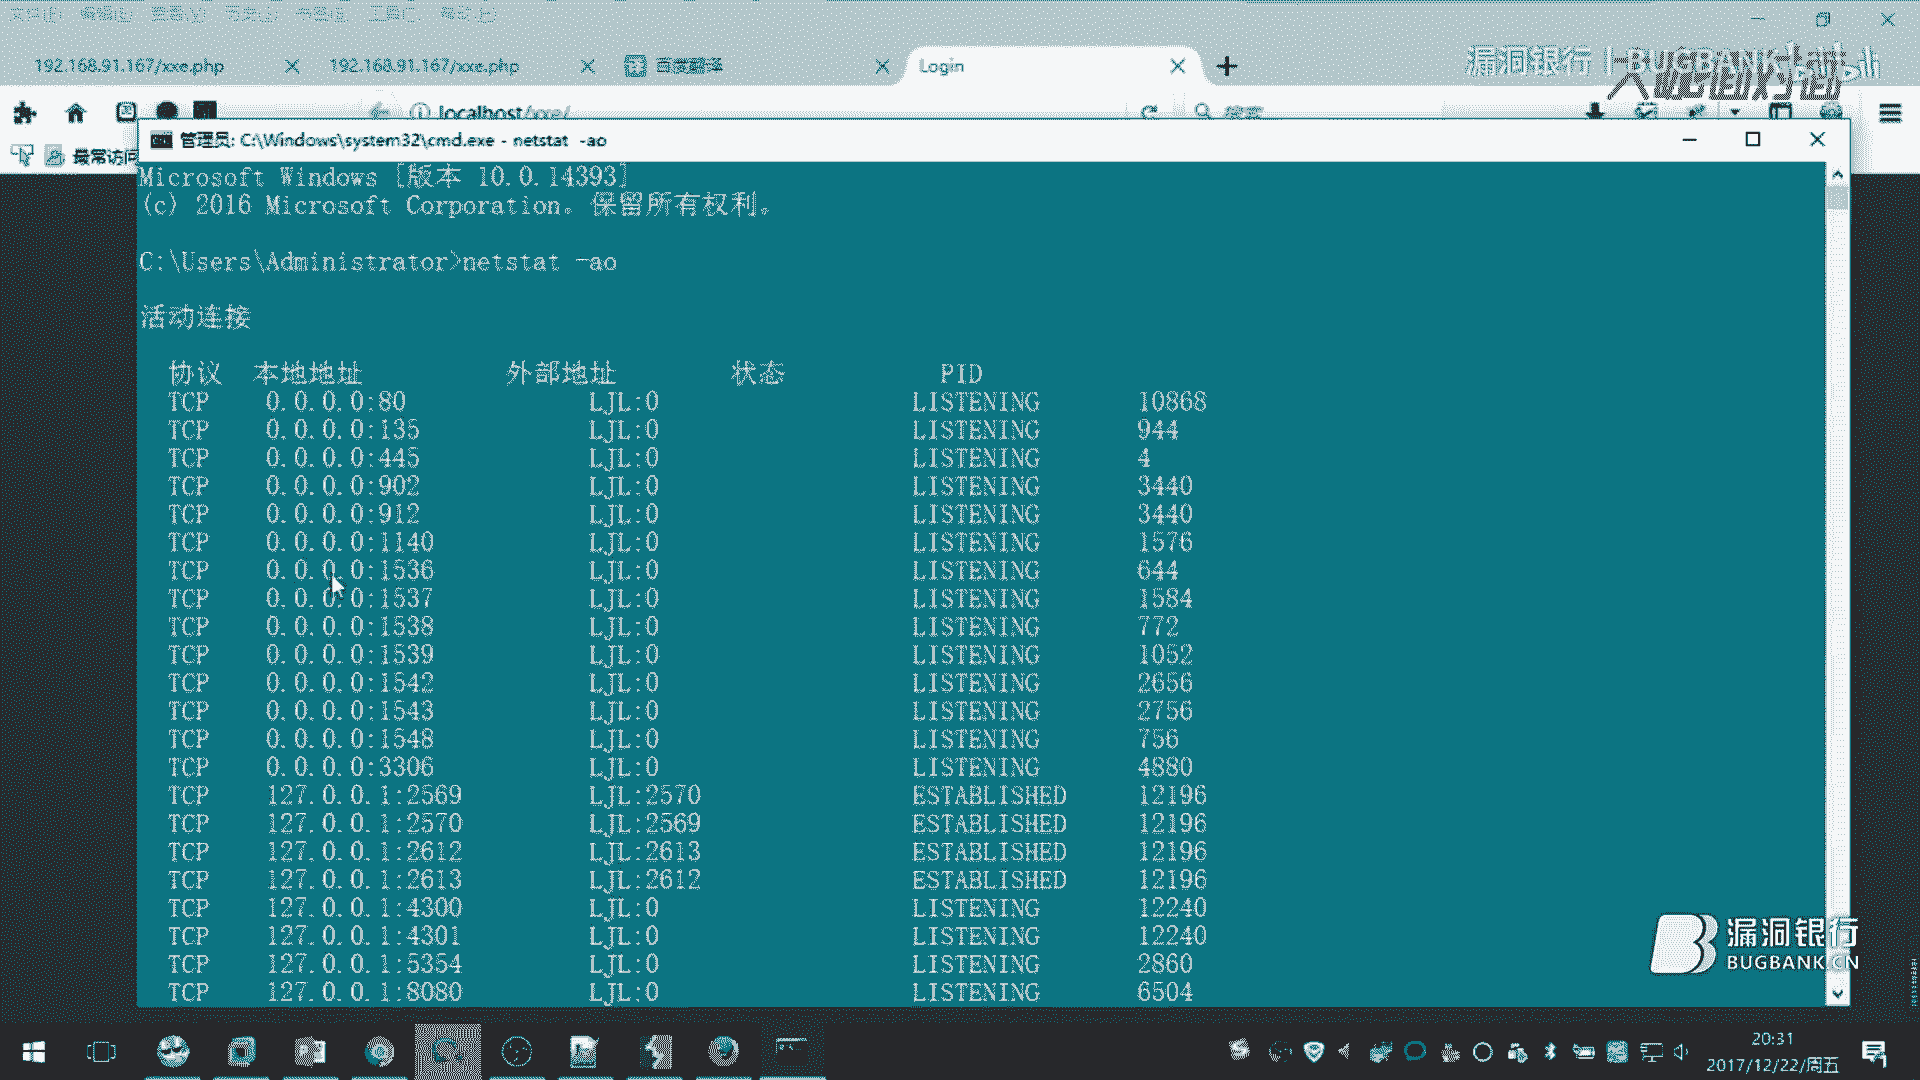 192.168.91.167/xxe.php
192.168.91.167/xxe.php
百度翻译
Login
漏洞银行 | BUGBANK
localhost/xxe/
搜索
最常访问
管理员: C:\Windows\system32\cmd.exe - netstat -ao
Microsoft Windows [版本 10.0.14393]
(c) 2016 Microsoft Corporation。保留所有权利。
C:\Users\Administrator>netstat -ao
活动连接
协议 本地地址 外部地址 状态 PID
TCP 0.0.0.0:80 LJL:0 LISTENING 10868
TCP 0.0.0.0:135 LJL:0 LISTENING 944
TCP 0.0.0.0:445 LJL:0 LISTENING 4
TCP 0.0.0.0:902 LJL:0 LISTENING 3440
TCP 0.0.0.0:912 LJL:0 LISTENING 3440
TCP 0.0.0.0:1140 LJL:0 LISTENING 1576
TCP 0.0.0.0:1536 LJL:0 LISTENING 644
TCP 0.0.0.0:1537 LJL:0 LISTENING 1584
TCP 0.0.0.0:1538 LJL:0 LISTENING 772
TCP 0.0.0.0:1539 LJL:0 LISTENING 1052
TCP 0.0.0.0:1542 LJL:0 LISTENING 2656
TCP 0.0.0.0:1543 LJL:0 LISTENING 2756
TCP 0.0.0.0:1548 LJL:0 LISTENING 756
TCP 0.0.0.0:3306 LJL:0 LISTENING 4880
TCP 127.0.0.1:2569 LJL:2570 ESTABLISHED 12196
TCP 127.0.0.1:2570 LJL:2569 ESTABLISHED 12196
TCP 127.0.0.1:2612 LJL:2613 ESTABLISHED 12196
TCP 127.0.0.1:2613 LJL:2612 ESTABLISHED 12196
TCP 127.0.0.1:4300 LJL:0 LISTENING 12240
TCP 127.0.0.1:4301 LJL:0 LISTENING 12240
TCP 127.0.0.1:5354 LJL:0 LISTENING 2860
TCP 127.0.0.1:8080 LJL:0 LISTENING 6504
漏洞银行
BUGBANK.CN
20:31
2017/12/22/周五